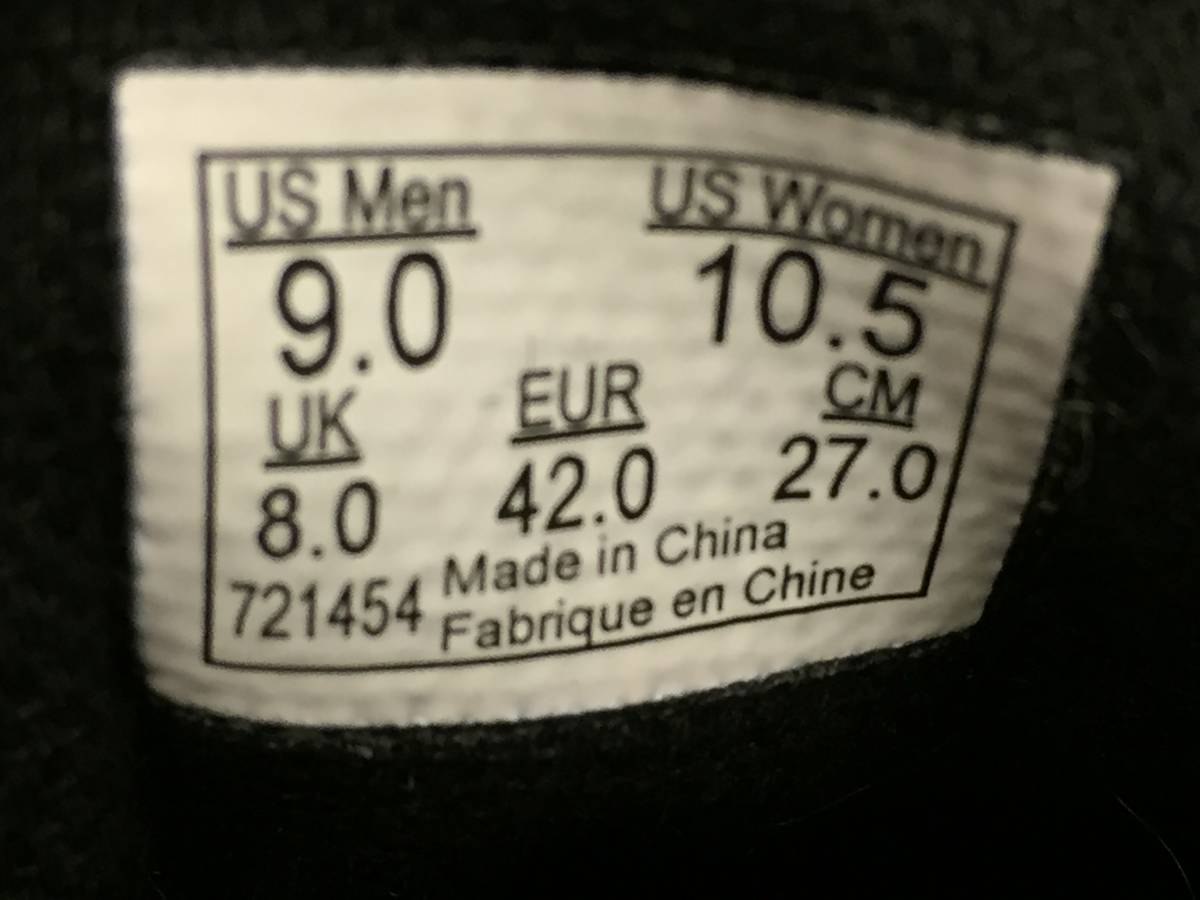 US Men US Women
9.0 10.5
UK EUR CM
8.0 42.0 27.0
721454 Made in China
Fabrique en Chine